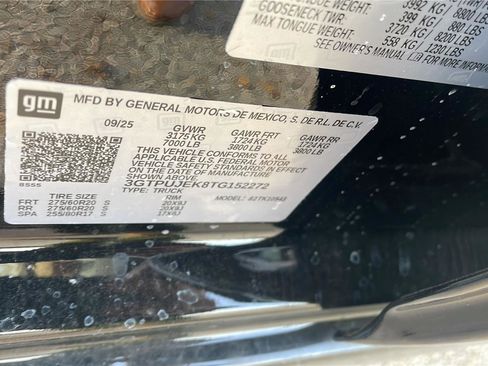 3992 KG 8800 LBS
GOOSENECK TWR: 399 KG 880 LBS
MAX TONGUE WEIGHT: 3720 KG 8200 LBS
558 KG 1230 LBS
SEE OWNER'S MANUAL
gm
MFD BY GENERAL MOTORS DE MEXICO, S. DE R.L. DE C.V.
09/25 GVWR GAWR FRT GAWR RR
3175 KG 1724 KG 1724 KG
7000 LB 3800 LB 3800 LB
THIS VEHICLE CONFORMS TO ALL
APPLICABLE U.S. FEDERAL MOTOR
VEHICLE SAFETY
STANDARDS IN EFFECT ON THE DATE OF MANUFACTURE
SHOWN ABOVE.
3GTPUJEK8TG152272
TYPE: TRUCK
TIRE SIZE RIM
FRT 275/60R20 S 20X9J
RR 275/60R20 S 20X9J
SPA 255/80R17 S 17X8J